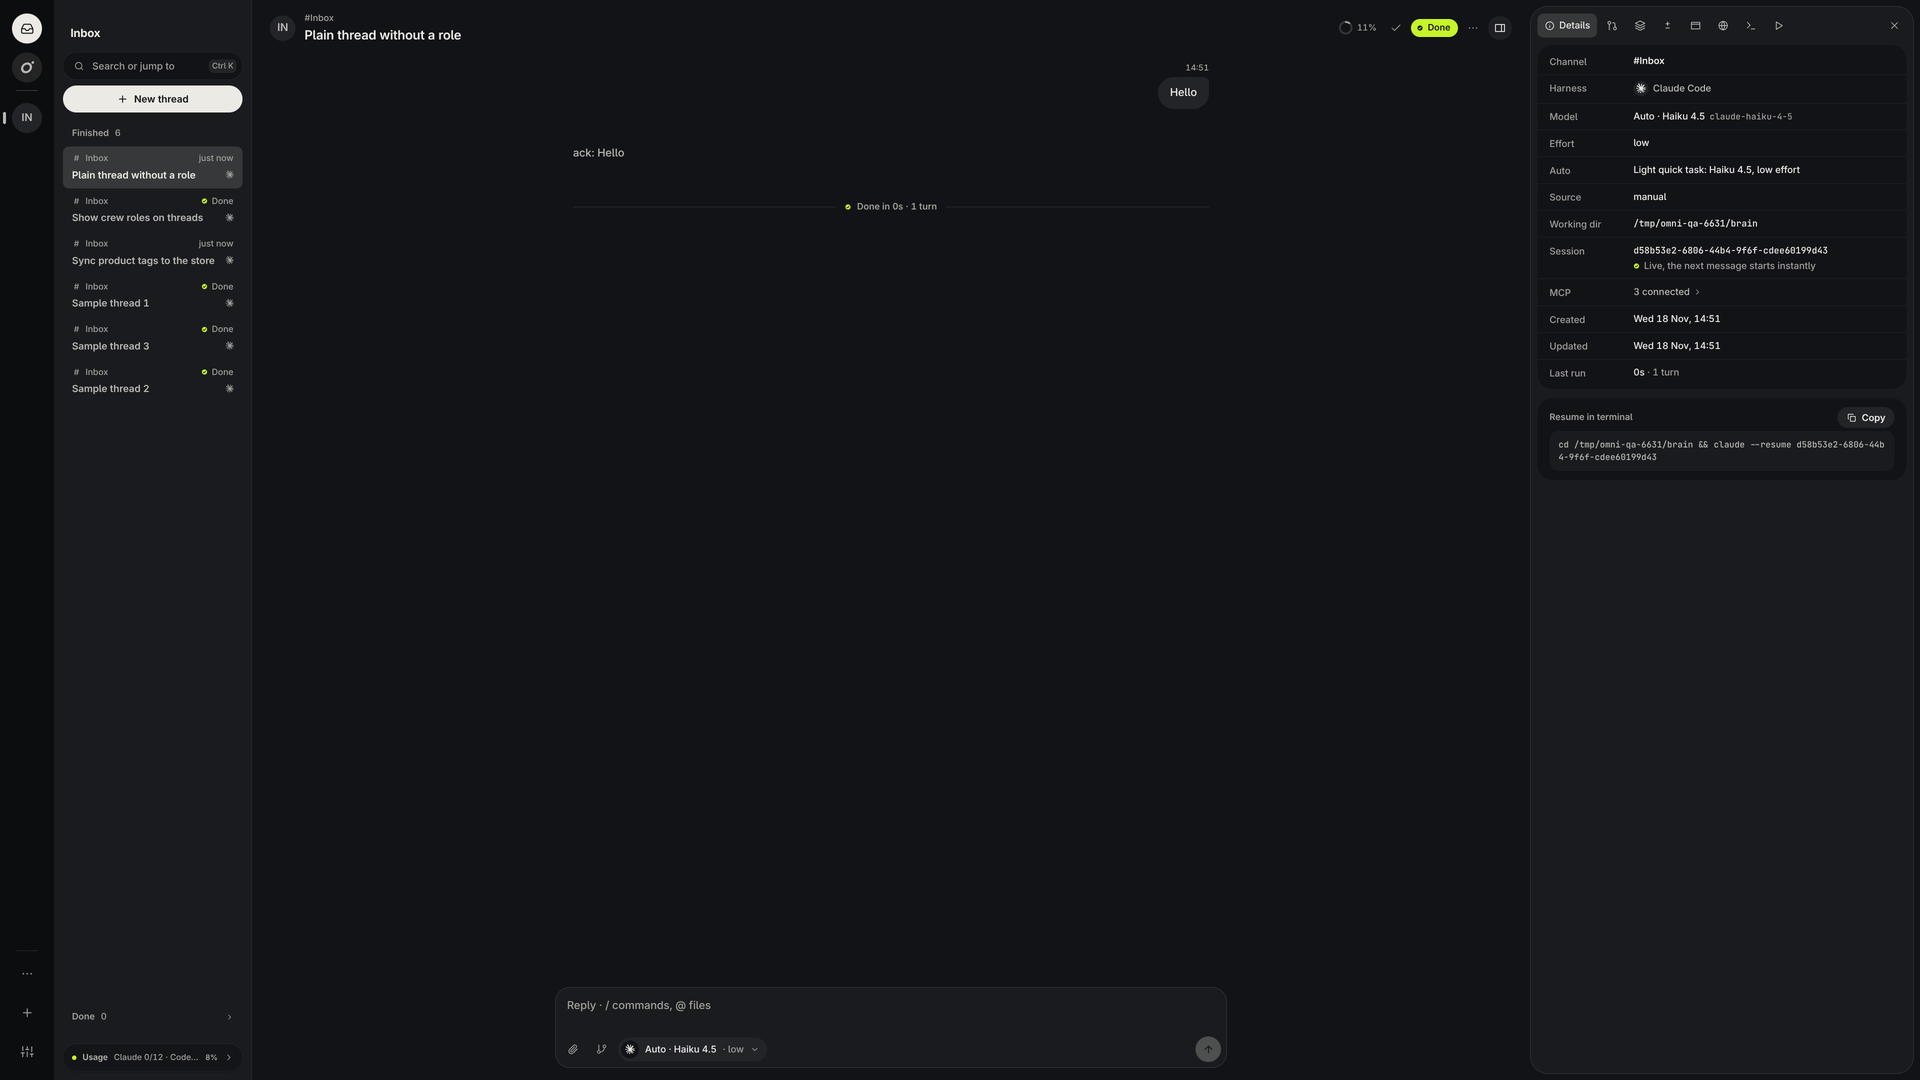 Inbox
Search or jump to
Ctrl K
New thread
IN
Finished 6
# Inbox just now
Plain thread without a role
# Inbox Done
Show crew roles on threads
# Inbox just now
Sync product tags to the store
# Inbox Done
Sample thread 1
# Inbox Done
Sample thread 3
# Inbox Done
Sample thread 2
Done 0
Usage Claude 0/12 · Code... 8%
IN
#Inbox
Plain thread without a role
11%
Done
14:51
Hello
ack: Hello
Done in 0s · 1 turn
Reply · / commands, @ files
Auto · Haiku 4.5 · low
Details
Channel #Inbox
Harness Claude Code
Model Auto · Haiku 4.5 claude-haiku-4-5
Effort low
Auto Light quick task: Haiku 4.5, low effort
Source manual
Working dir /tmp/omni-qa-6631/brain
Session d58b53e2-6806-44b4-9f6f-cdee60199d43
Live, the next message starts instantly
MCP 3 connected
Created Wed 18 Nov, 14:51
Updated Wed 18 Nov, 14:51
Last run 0s · 1 turn
Resume in terminal
Copy
cd /tmp/omni-qa-6631/brain && claude --resume d58b53e2-6806-44b
4-9f6f-cdee60199d43